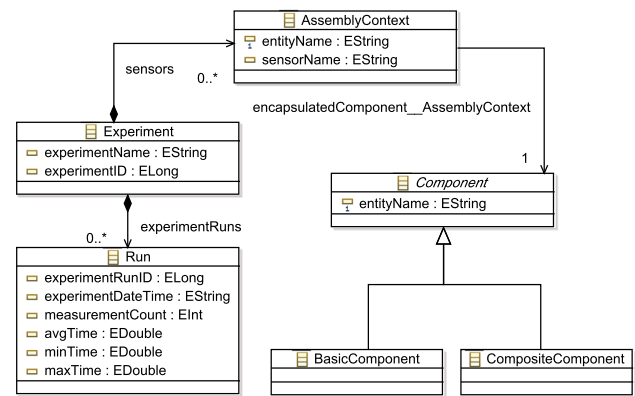 AssemblyContext
entityName : EString
sensorName : EString
sensors
0..*
encapsulatedComponent__AssemblyContext
1
Experiment
experimentName : EString
experimentID : ELong
Component
entityName : EString
experimentRuns
0..*
Run
experimentRunID : ELong
experimentDateTime : EString
measurementCount : EInt
avgTime : EDouble
minTime : EDouble
maxTime : EDouble
BasicComponent
CompositeComponent